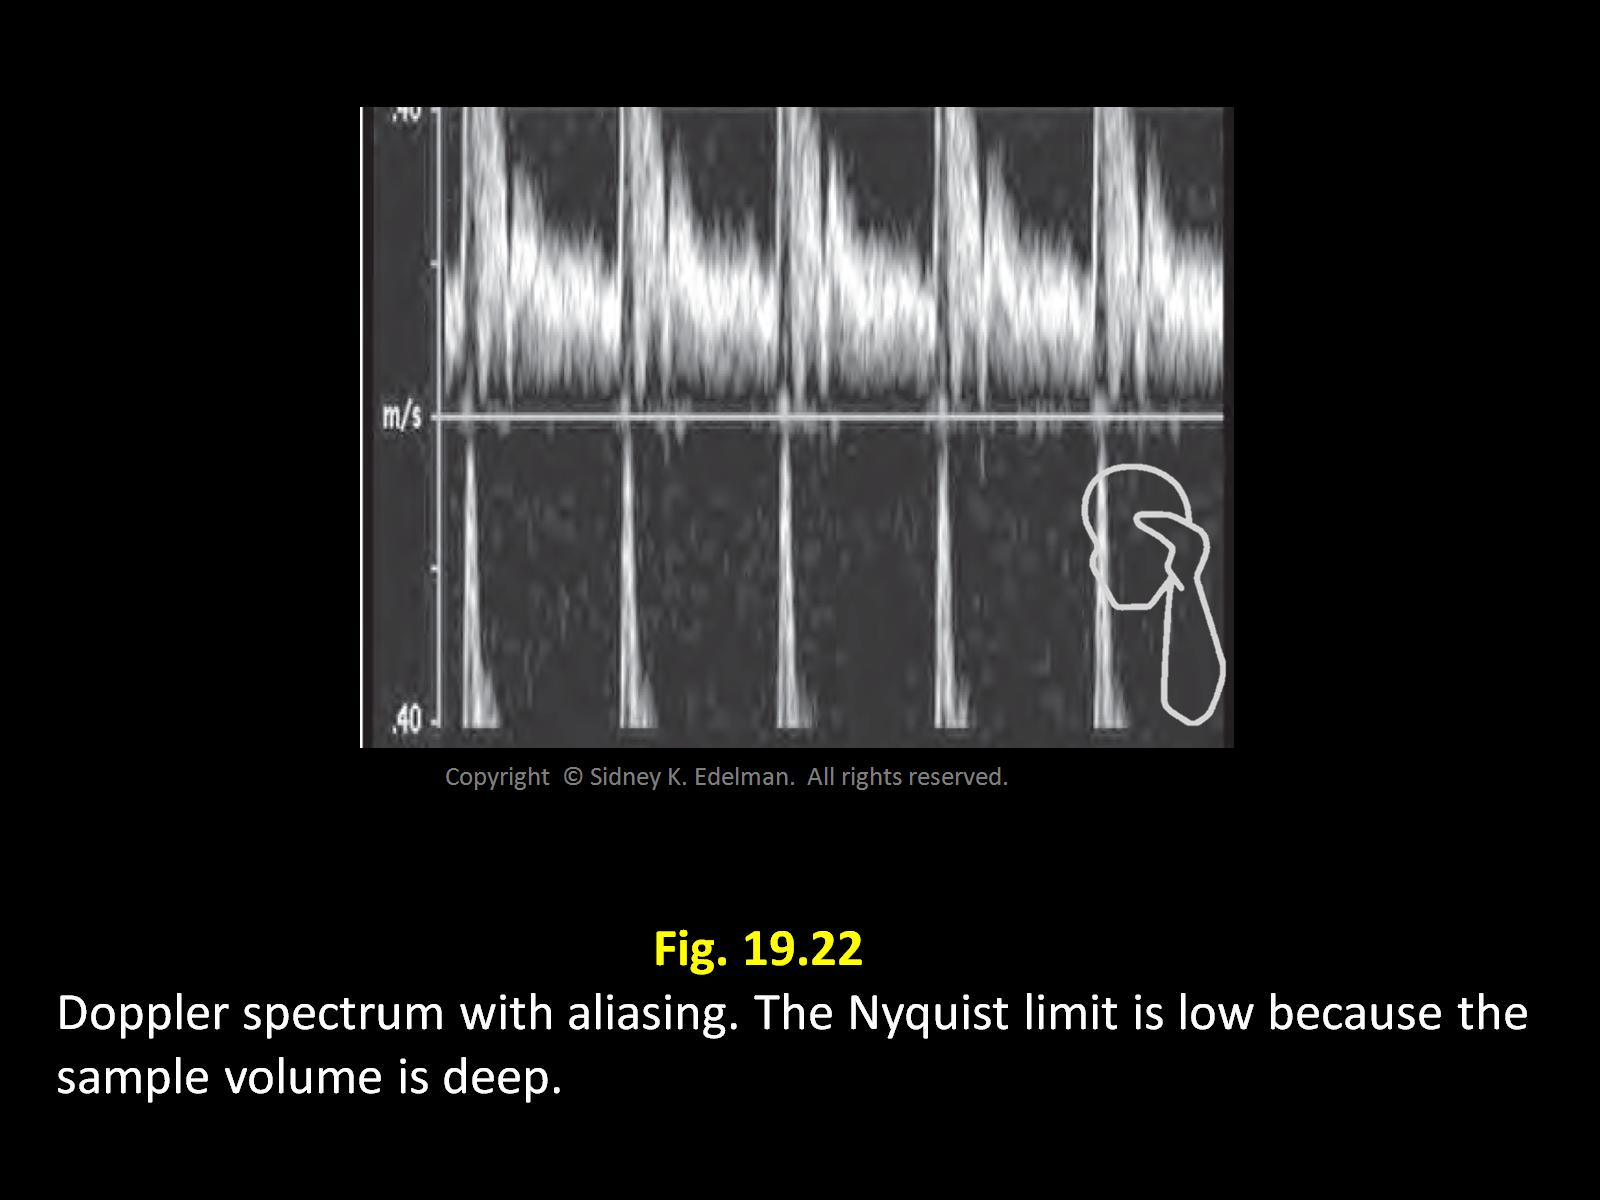 .40
m/s
.40
Copyright © Sidney K. Edelman. All rights reserved.
Fig. 19.22
Doppler spectrum with aliasing. The Nyquist limit is low because the
sample volume is deep.